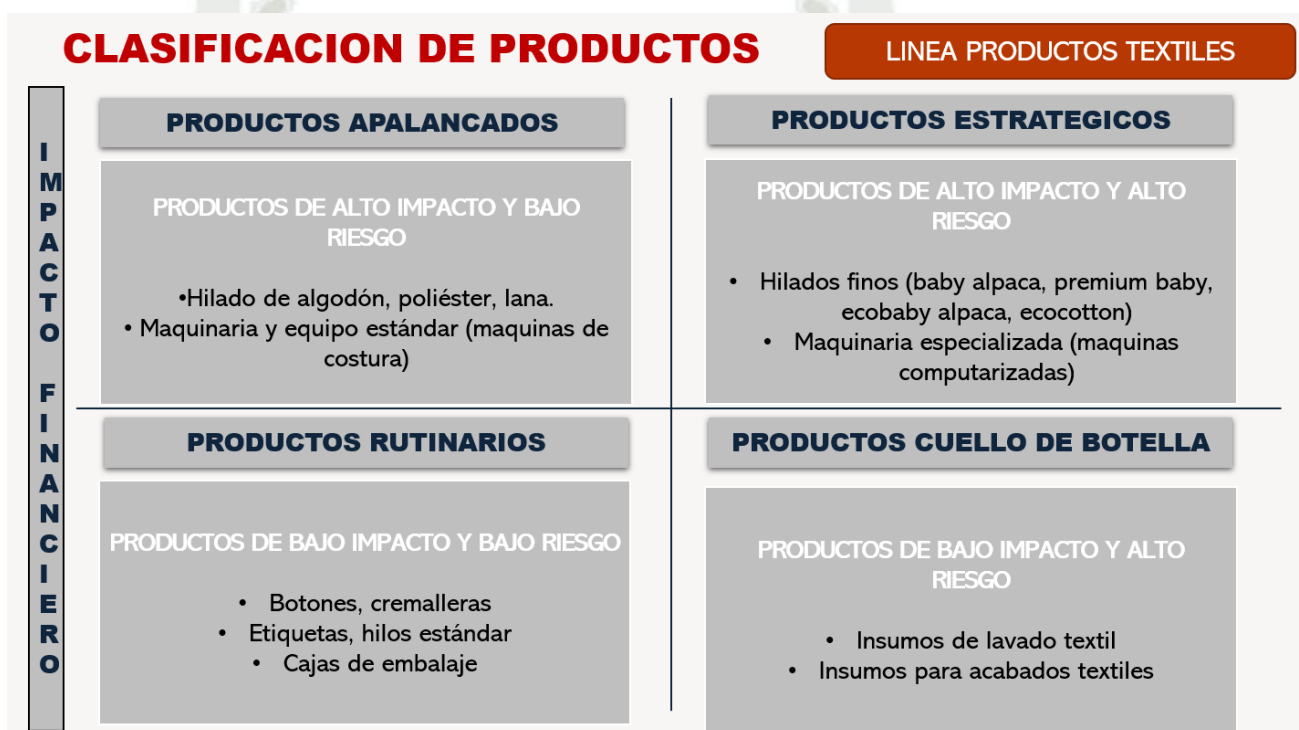 CLASIFICACION DE PRODUCTOS
LINEA PRODUCTOS TEXTILES
IMPACTO FINANCIERO
PRODUCTOS APALANCADOS
PRODUCTOS DE ALTO IMPACTO Y BAJO
RIESGO
•Hilado de algodón, poliéster, lana.
• Maquinaria y equipo estándar (maquinas de
costura)
PRODUCTOS ESTRATEGICOS
PRODUCTOS DE ALTO IMPACTO Y ALTO
RIESGO
• Hilados finos (baby alpaca, premium baby,
ecobaby alpaca, ecocotton)
• Maquinaria especializada (maquinas
computarizadas)
PRODUCTOS RUTINARIOS
PRODUCTOS DE BAJO IMPACTO Y BAJO RIESGO
• Botones, cremalleras
• Etiquetas, hilos estándar
• Cajas de embalaje
PRODUCTOS CUELLO DE BOTELLA
PRODUCTOS DE BAJO IMPACTO Y ALTO
RIESGO
• Insumos de lavado textil
• Insumos para acabados textiles